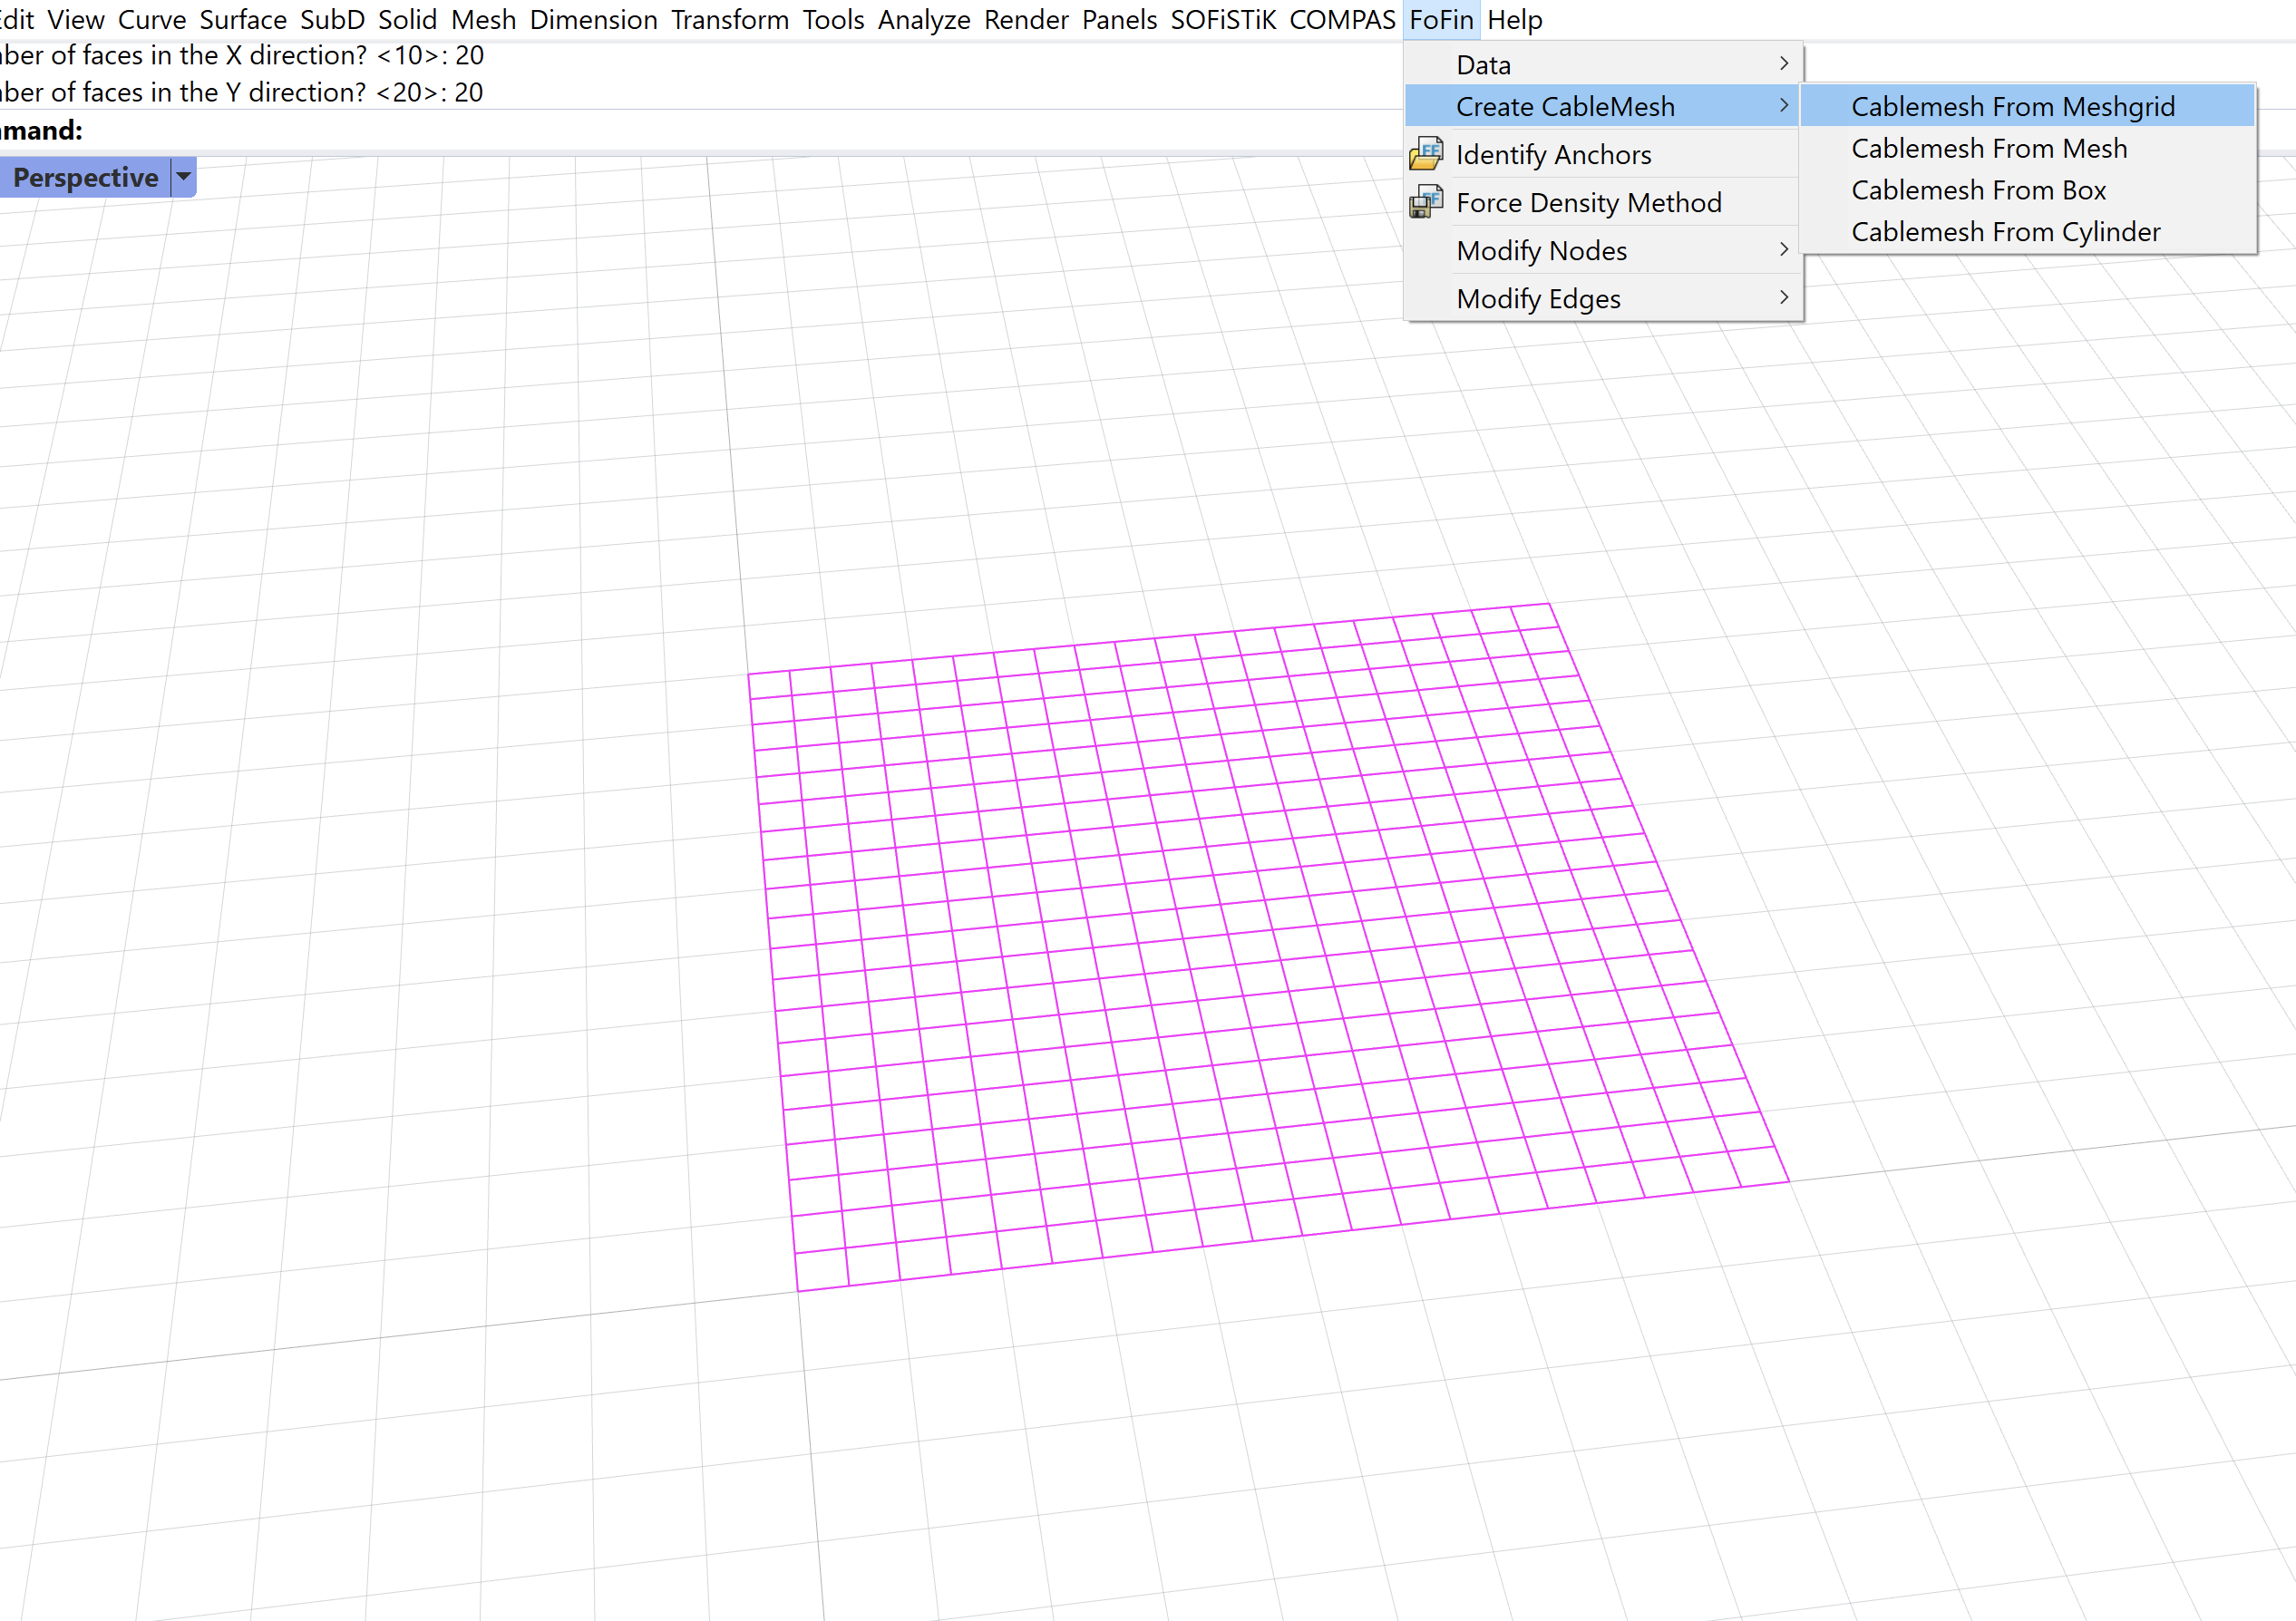 Edit View Curve Surface SubD Solid Mesh Dimension Transform Tools Analyze Render Panels SOFiSTiK COMPAS FoFin Help
ber of faces in the X direction? <10>: 20
ber of faces in the Y direction? <20>: 20
mmand:
Perspective
Data
Create CableMesh
Identify Anchors
Force Density Method
Modify Nodes
Modify Edges
Cablemesh From Meshgrid
Cablemesh From Mesh
Cablemesh From Box
Cablemesh From Cylinder